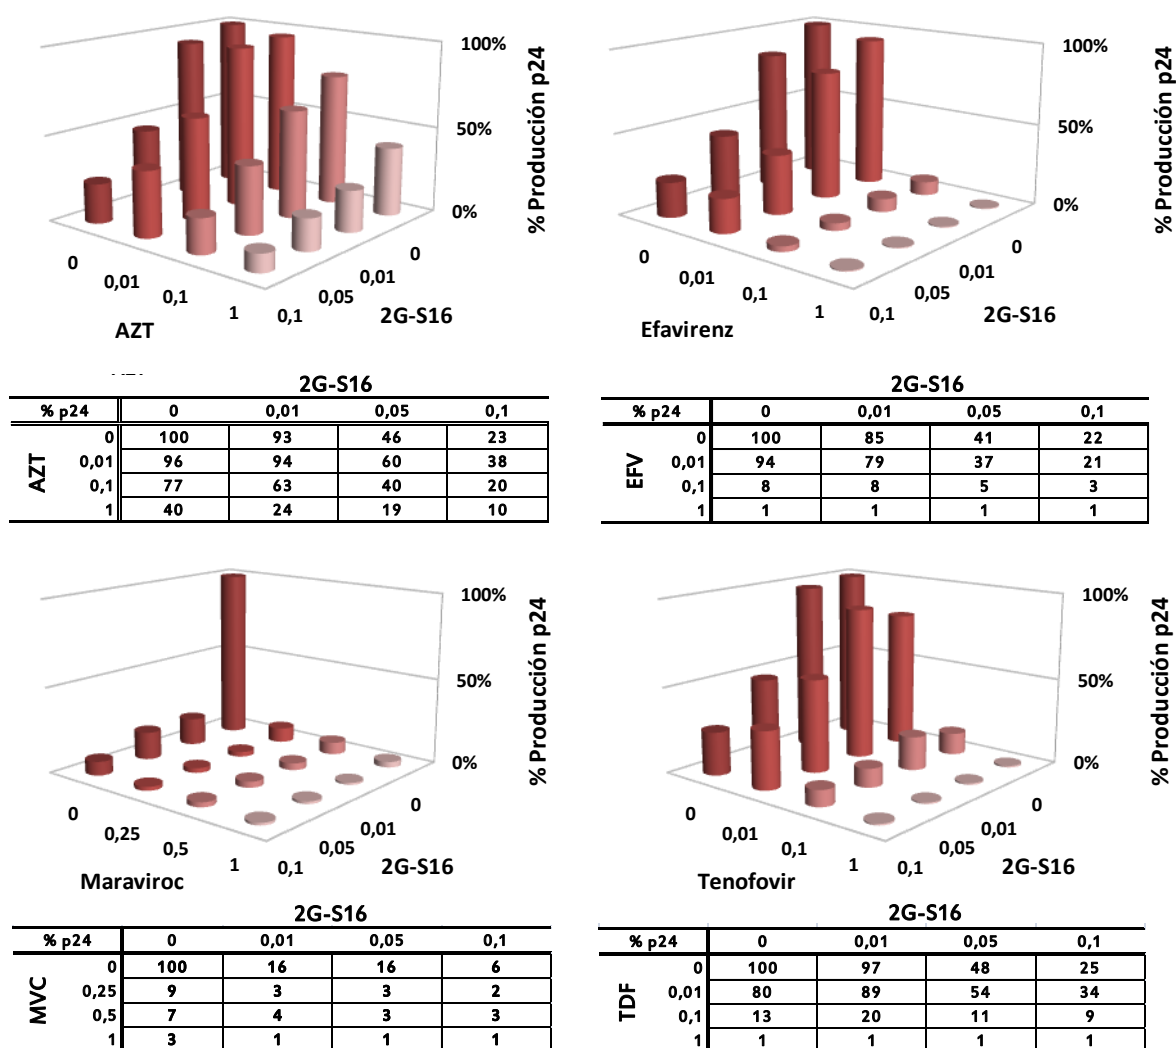 100%
50%
0%
% Producción p24
0
0,01
0,1
1
0,1
0,05
0,01
0
AZT
2G-S16
100%
50%
0%
% Producción p24
0
0,01
0,1
1
0,1
0,05
0,01
0
Efavirenz
2G-S16
2G-S16
% p24 0 0,01 0,05 0,1
AZT
0 100 93 46 23
0,01 96 94 60 38
0,1 77 63 40 20
1 40 24 19 10
2G-S16
% p24 0 0,01 0,05 0,1
EFV
0 100 85 41 22
0,01 94 79 37 21
0,1 8 8 5 3
1 1 1 1 1
100%
50%
0%
% Producción p24
0
0,25
0,5
1
0,1
0,05
0,01
0
Maraviroc
2G-S16
100%
50%
0%
% Producción p24
0
0,01
0,1
1
0,1
0,05
0,01
0
Tenofovir
2G-S16
2G-S16
% p24 0 0,01 0,05 0,1
MVC
0 100 16 16 6
0,25 9 3 3 2
0,5 7 4 3 3
1 3 1 1 1
2G-S16
% p24 0 0,01 0,05 0,1
TDF
0 100 97 48 25
0,01 80 89 54 34
0,1 13 20 11 9
1 1 1 1 1